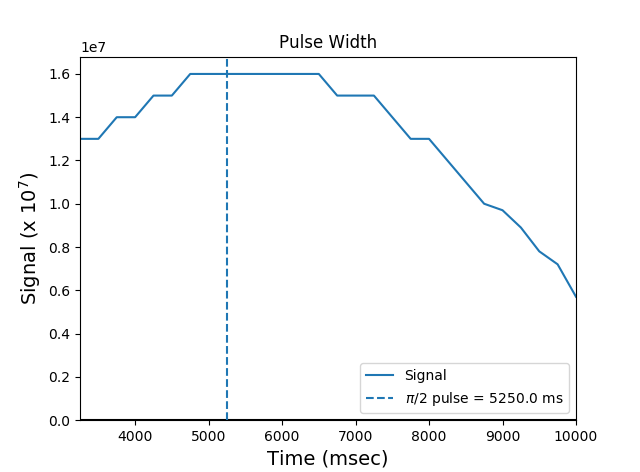 Pulse Width
1e7
1.6
1.4
1.2
1.0
0.8
0.6
0.4
0.2
0.0
Signal (x 10⁷)
4000 5000 6000 7000 8000 9000 10000
Time (msec)
Signal
π/2 pulse = 5250.0 ms